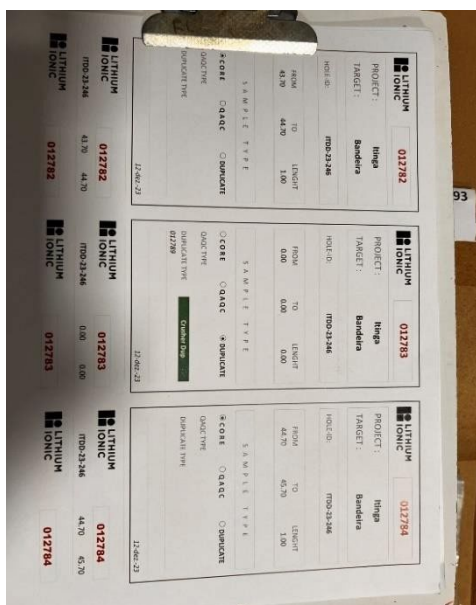 LITHIUM IONIC
012782
PROJECT : Itinga
TARGET : Bandeira
HOLE-ID: ITDD-23-246
FROM TO LENGHT
43.70 44.70 1.00
SAMPLE TYPE
CORE QAQC DUPLICATE
QAQC TYPE
DUPLICATE TYPE
12-dez.-23
LITHIUM IONIC
012782
ITDD-23-246 43.70 44.70
LITHIUM IONIC
012782
LITHIUM IONIC
012783
PROJECT : Itinga
TARGET : Bandeira
HOLE-ID: ITDD-23-246
FROM TO LENGHT
0.00 0.00 0.00
SAMPLE TYPE
CORE QAQC DUPLICATE
QAQC TYPE
DUPLICATE TYPE Crusher Dup
012789
12-dez.-23
LITHIUM IONIC
012783
ITDD-23-246 0.00 0.00
LITHIUM IONIC
012783
LITHIUM IONIC
012784
PROJECT : Itinga
TARGET : Bandeira
HOLE-ID: ITDD-23-246
FROM TO LENGHT
44.70 45.70 1.00
SAMPLE TYPE
CORE QAQC DUPLICATE
QAQC TYPE
DUPLICATE TYPE
12-dez.-23
LITHIUM IONIC
012784
ITDD-23-246 44.70 45.70
LITHIUM IONIC
012784
93